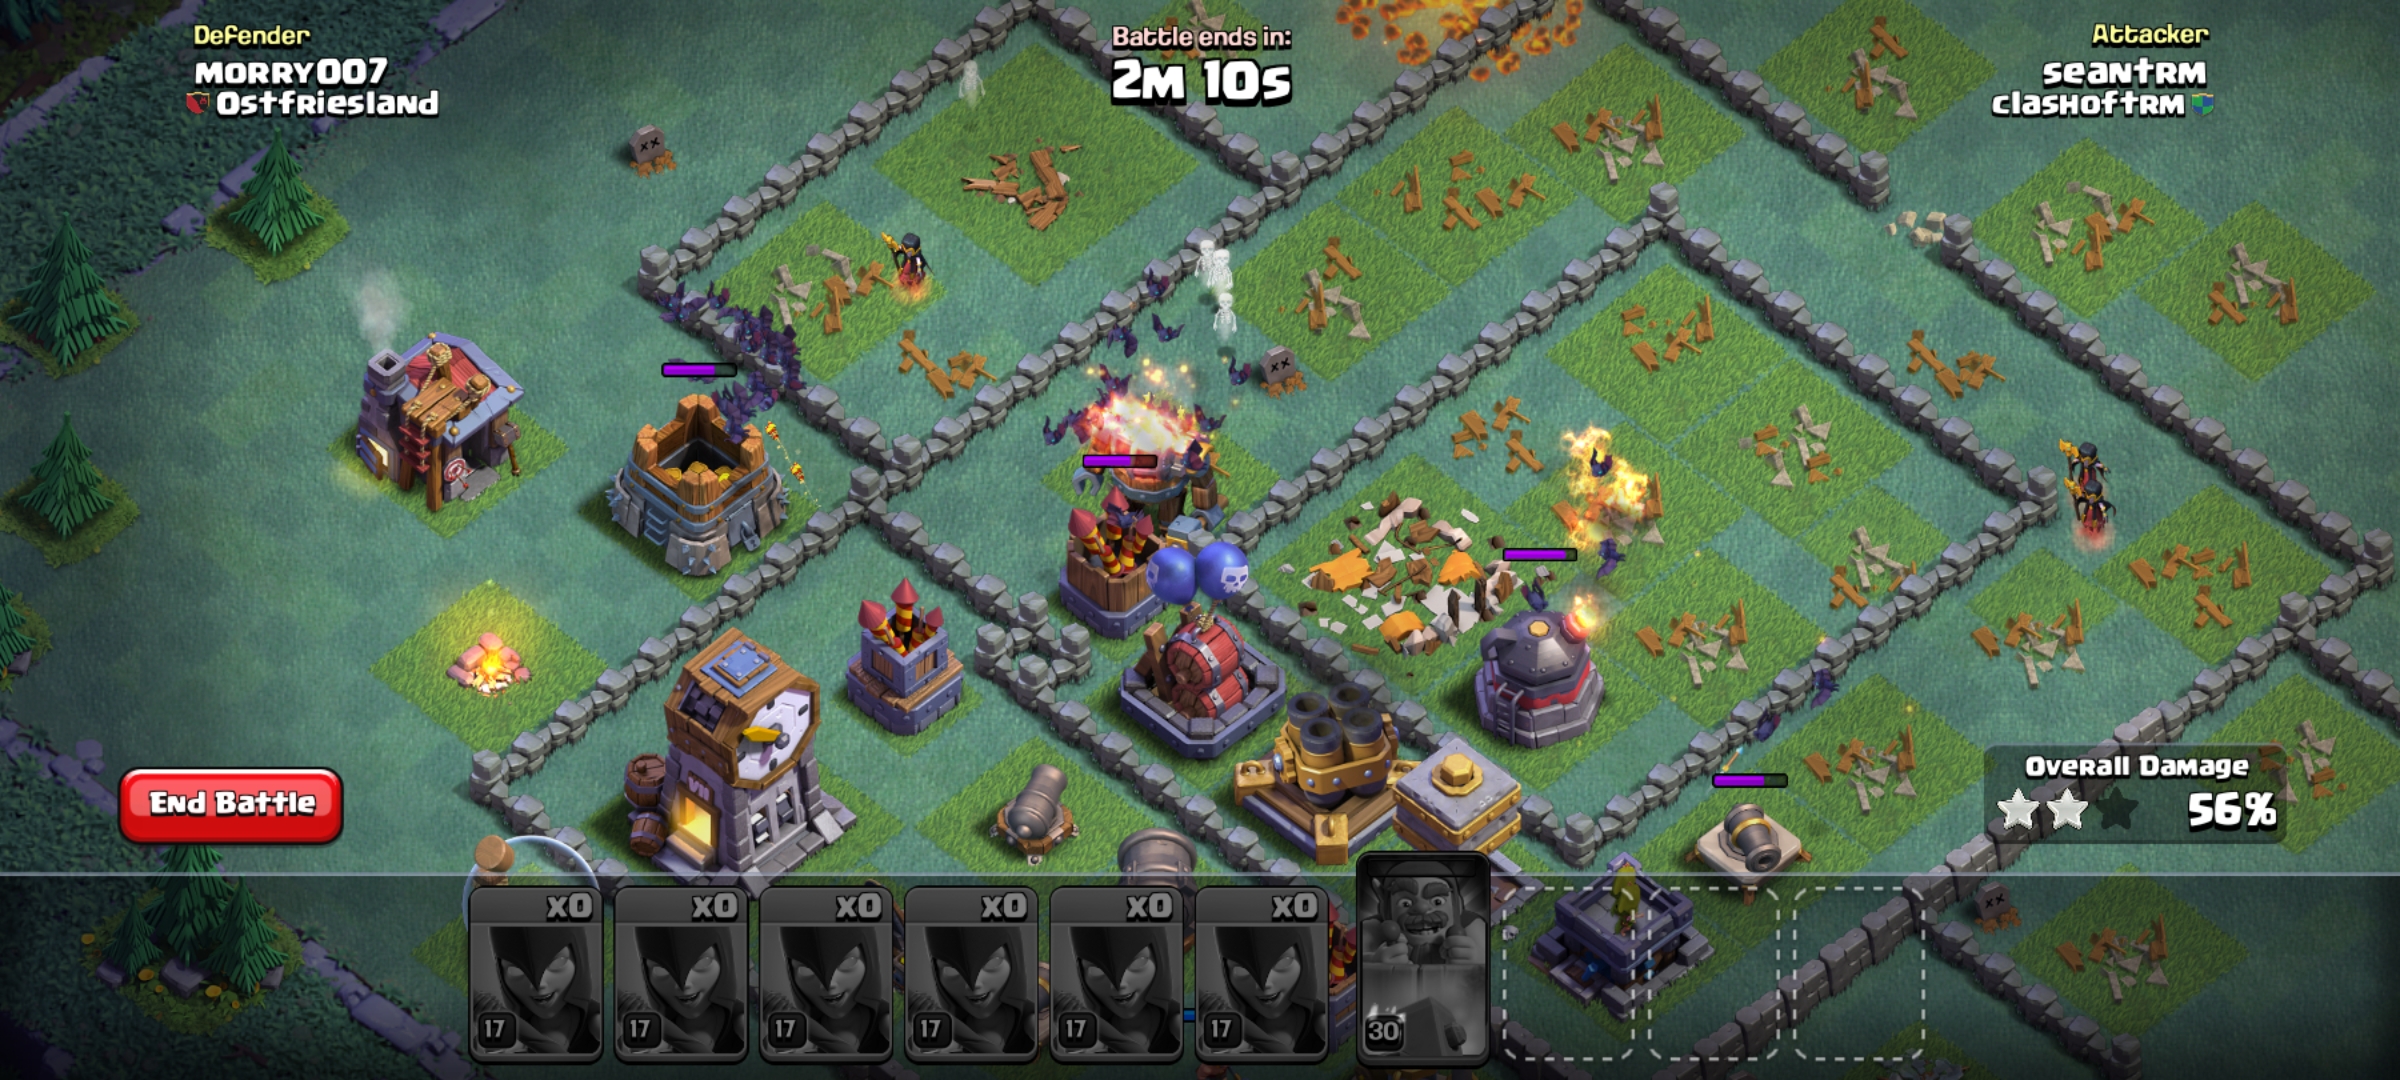 Defender
MORRY007
Ostfriesland
Battle ends in:
2M 10s
Attacker
seantRM
clashoftRM
VII
End Battle
Overall Damage
56%
x0
x0
x0
x0
x0
x0
17
17
17
17
17
17
30